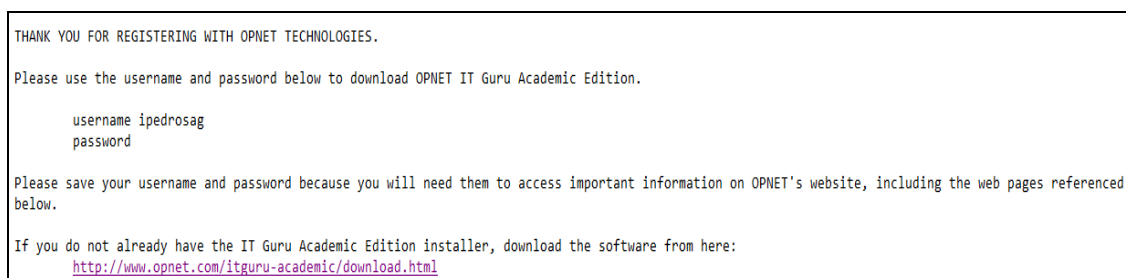 THANK YOU FOR REGISTERING WITH OPNET TECHNOLOGIES.
Please use the username and password below to download OPNET IT Guru Academic Edition.
username ipedrosag
password
Please save your username and password because you will need them to access important information on OPNET's website, including the web pages referenced
below.
If you do not already have the IT Guru Academic Edition installer, download the software from here:
http://www.opnet.com/itguru-academic/download.html